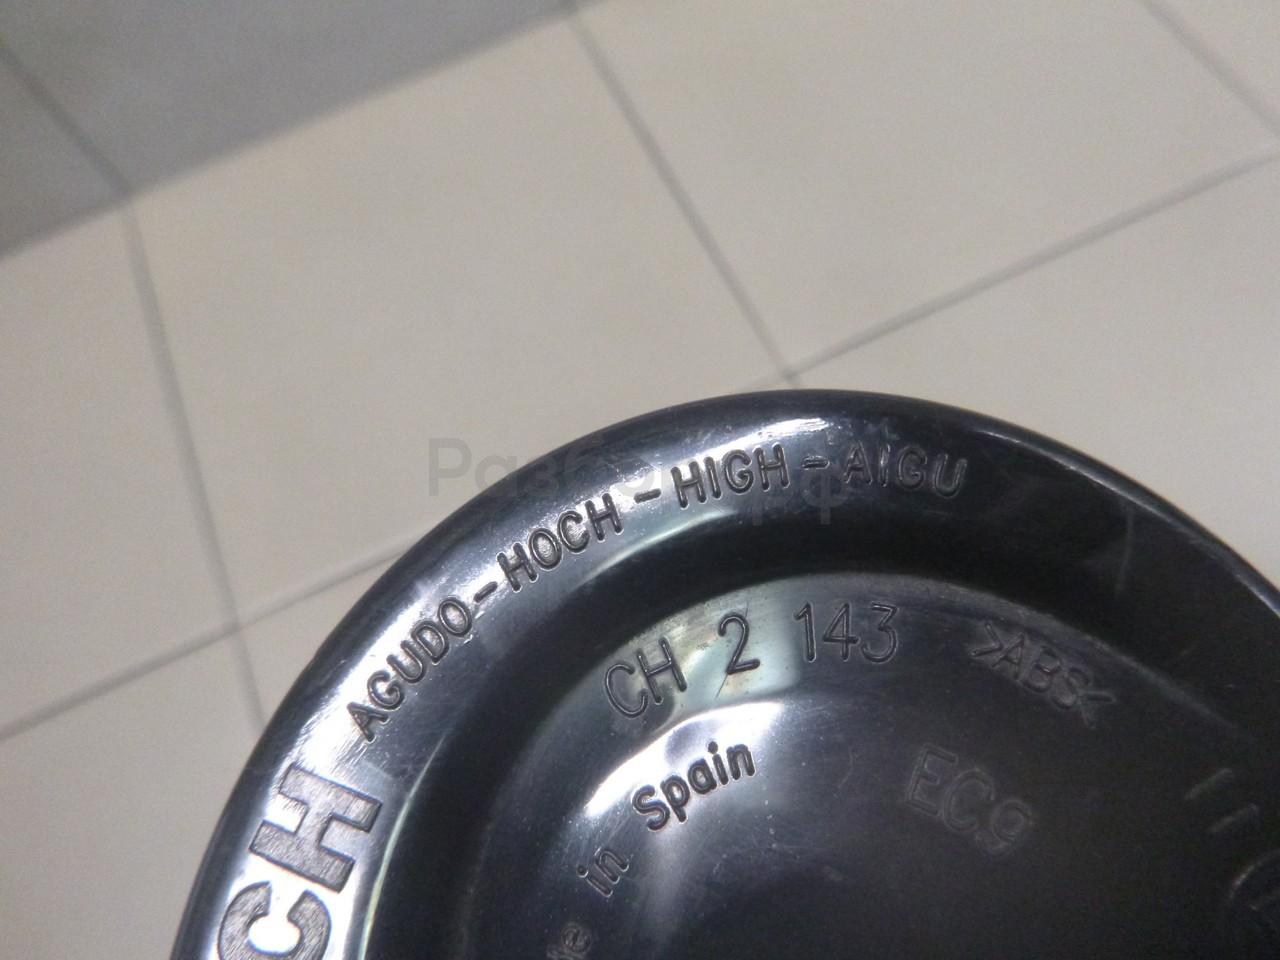 AGUDO-HOCH-HIGH-AIGU
CH 2 143
>ABS<
in Spain
EC9
CH